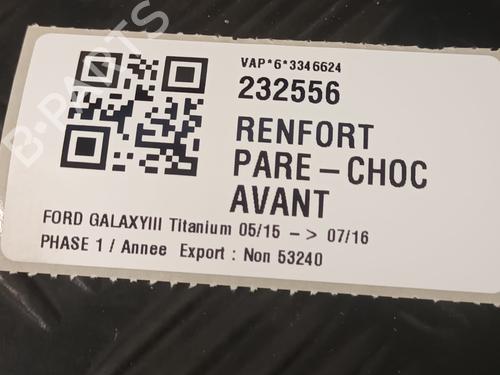 VAP*6*3346624
232556
RENFORT
PARE-CHOC
AVANT
FORD GALAXYIII Titanium 05/15 -> 07/16
PHASE 1 / Annee Export : Non 53240
B-PARTS